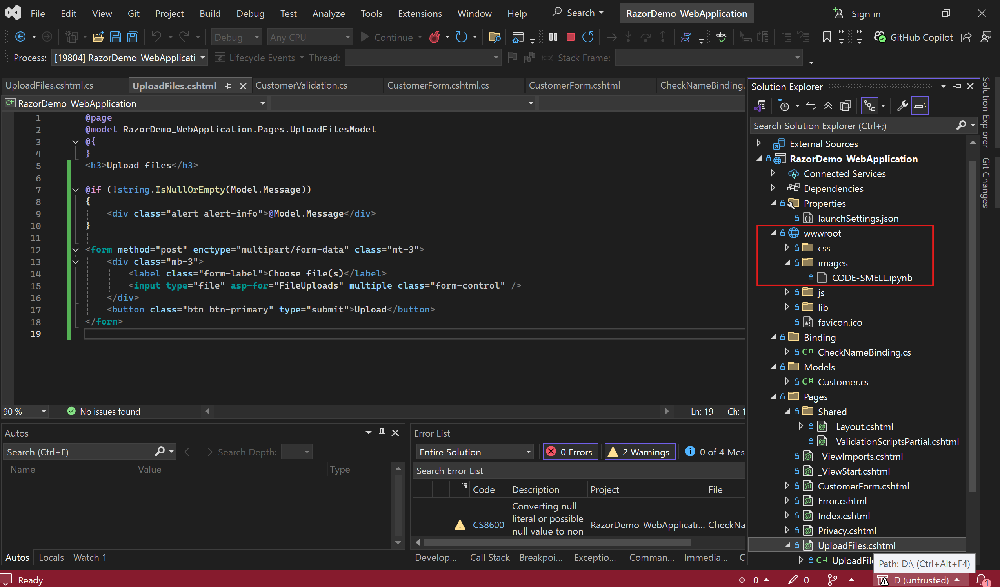 File Edit View Git Project Build Debug Test Analyze Tools Extensions Window Help Search RazorDemo_WebApplication Sign in
Debug Any CPU Continue abc GitHub Copilot
Process: [19804] RazorDemo_WebApplicati Lifecycle Events Thread: Stack Frame:
UploadFiles.cshtml.cs UploadFiles.cshtml CustomerValidation.cs CustomerForm.cshtml.cs CustomerForm.cshtml CheckNameBinding.
C# RazorDemo_WebApplication
1 @page
2 @model RazorDemo_WebApplication.Pages.UploadFilesModel
3 @{
4 }
5 <h3>Upload files</h3>
6
7 @if (!string.IsNullOrEmpty(Model.Message))
8 {
9 <div class="alert alert-info">@Model.Message</div>
10 }
11
12 <form method="post" enctype="multipart/form-data" class="mt-3">
13 <div class="mb-3">
14 <label class="form-label">Choose file(s)</label>
15 <input type="file" asp-for="FileUploads" multiple class="form-control" />
16 </div>
17 <button class="btn btn-primary" type="submit">Upload</button>
18 </form>
19
90 % No issues found Ln: 19 Ch: 1
Autos
Search (Ctrl+E) Search Depth:
Name Value Type
Autos Locals Watch 1
Error List
Entire Solution 0 Errors 2 Warnings 0 of 4 Mes
Search Error List
Code Description Project File
CS8600 Converting null
literal or possible
null value to non- RazorDemo_WebApplicati... CheckNa
Develop... Call Stack Breakpoi... Exceptio... Comman... Immedia... C
Solution Explorer
Search Solution Explorer (Ctrl+;)
External Sources
RazorDemo_WebApplication
Connected Services
Dependencies
Properties
launchSettings.json
wwwroot
css
images
CODE-SMELL.ipynb
js
lib
favicon.ico
Binding
C# CheckNameBinding.cs
Models
C# Customer.cs
Pages
Shared
_Layout.cshtml
_ValidationScriptsPartial.cshtml
_ViewImports.cshtml
_ViewStart.cshtml
CustomerForm.cshtml
Error.cshtml
Index.cshtml
Privacy.cshtml
UploadFiles.cshtml
C# UploadFile
Path: D:\ (Ctrl+Alt+F4)
Solution Explorer
Git Changes
Ready 0 0 D (untrusted) 1